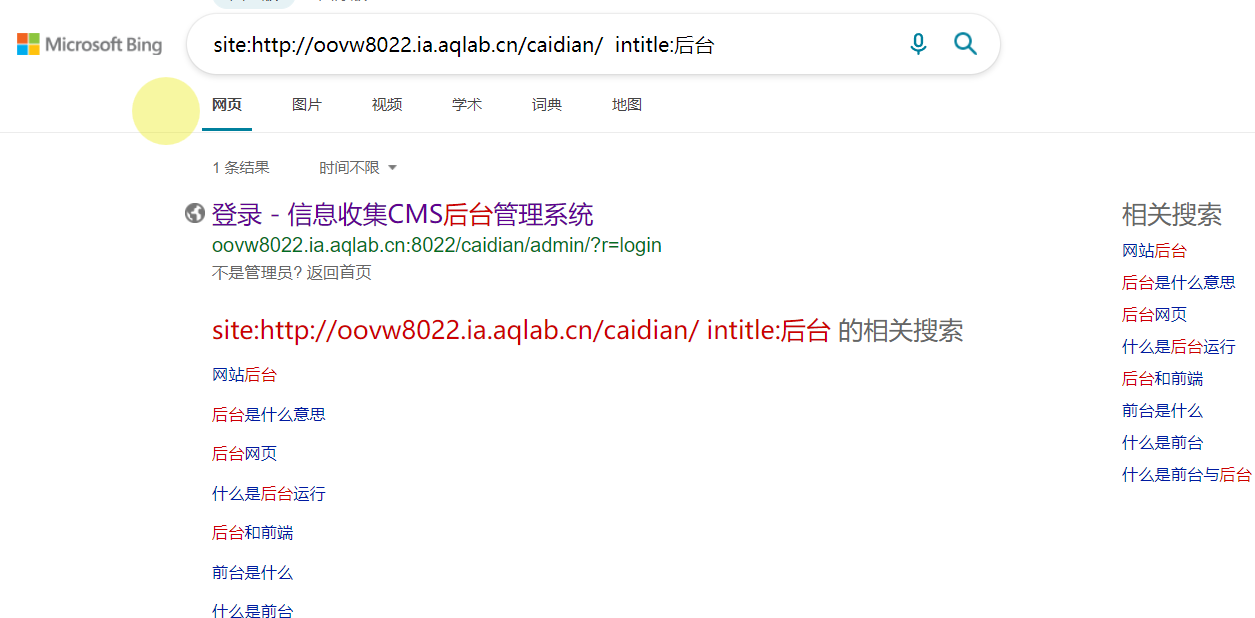 Microsoft Bing
site:http://oovw8022.ia.aqlab.cn/caidian/ intitle:后台
网页 图片 视频 学术 词典 地图
1 条结果 时间不限
登录 - 信息收集CMS后台管理系统
oovw8022.ia.aqlab.cn:8022/caidian/admin/?r=login
不是管理员? 返回首页
site:http://oovw8022.ia.aqlab.cn/caidian/ intitle:后台 的相关搜索
网站后台
后台是什么意思
后台网页
什么是后台运行
后台和前端
前台是什么
什么是前台
相关搜索
网站后台
后台是什么意思
后台网页
什么是后台运行
后台和前端
前台是什么
什么是前台
什么是前台与后台